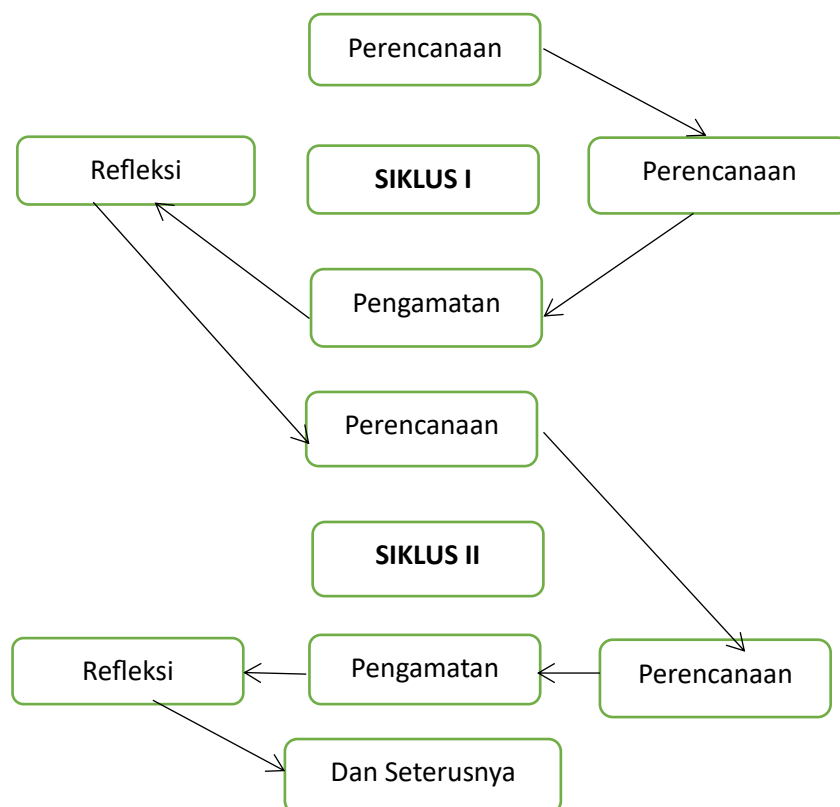 Perencanaan
Refleksi
SIKLUS I
Perencanaan
Pengamatan
Perencanaan
SIKLUS II
Refleksi
Pengamatan
Perencanaan
Dan Seterusnya